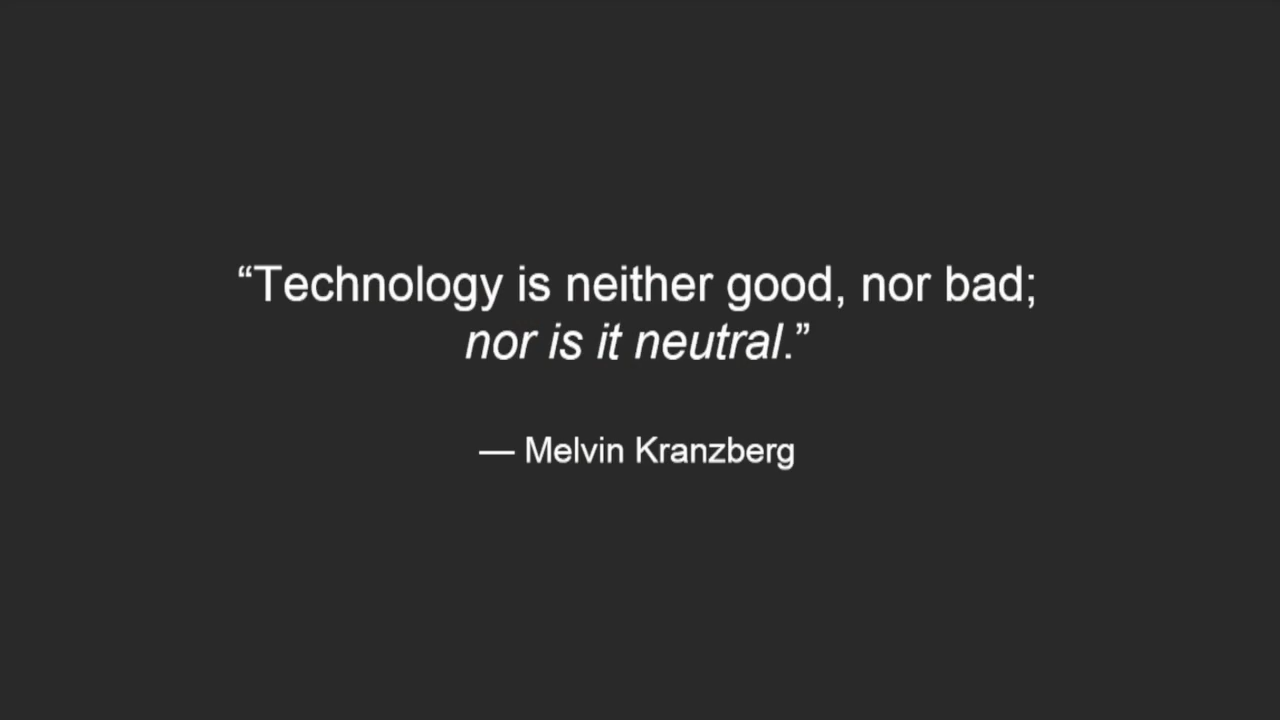 “Technology is neither good, nor bad;
nor is it neutral.”
— Melvin Kranzberg